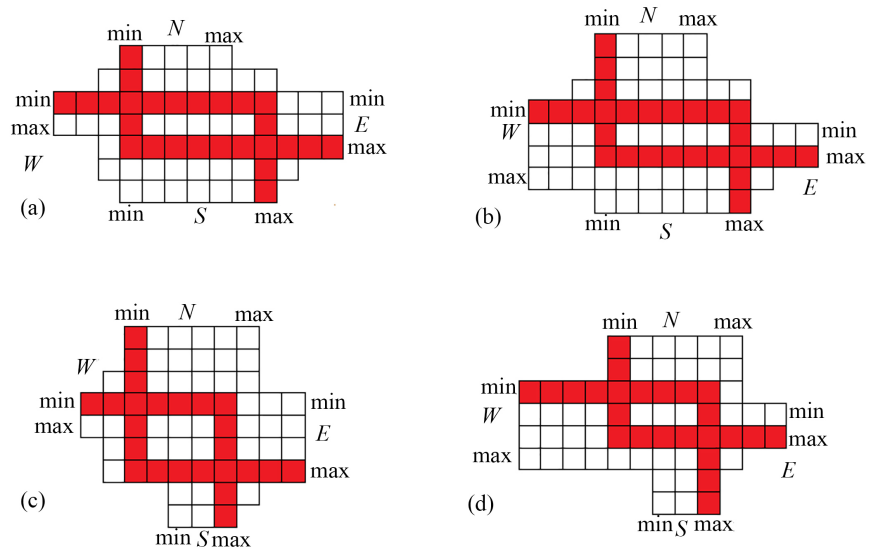 min N max
min min
max E
W max
min S max
(a)
min N max
min
W min
max max
E
min max
S
(b)
min N max
W
min min
max E
max
min S max
(c)
min N max
min
W min
max max
E
min S max
(d)